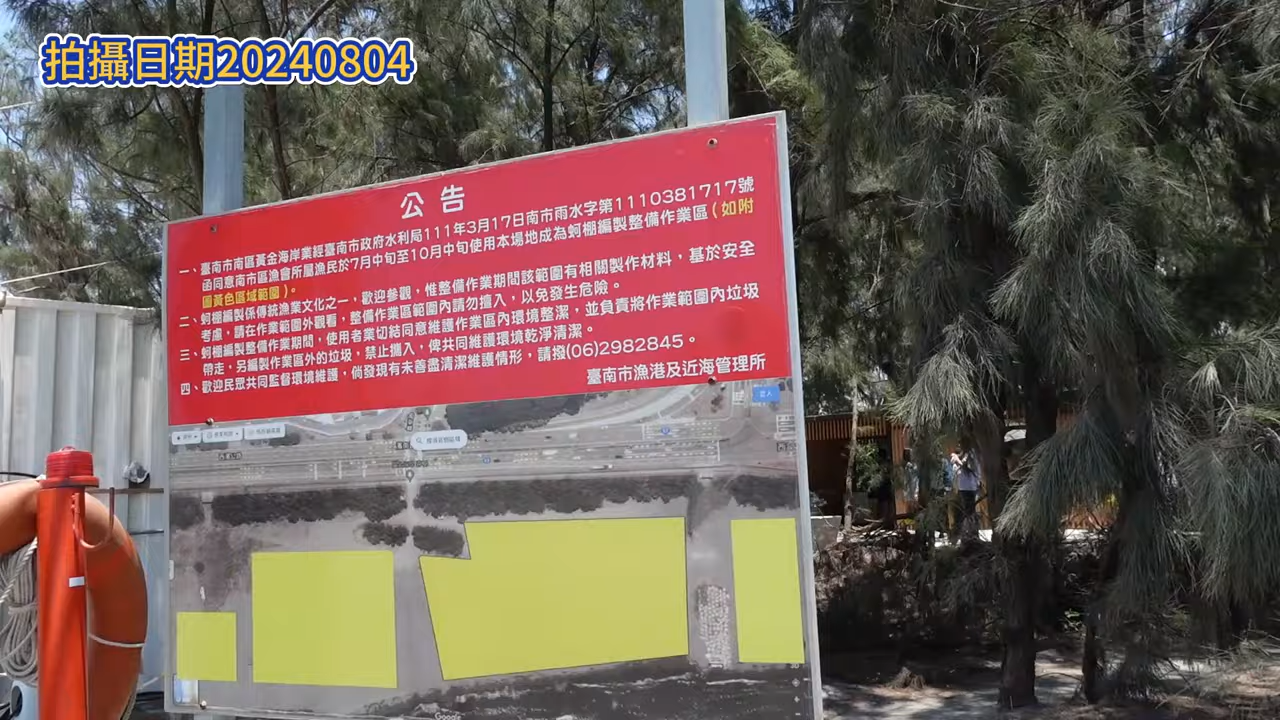 拍攝日期20240804
公告
一、臺南市南區黃金海岸業經臺南市政府水利局111年3月17日南市雨水字第1110381717號
函同意南市區漁會所屬漁民於7月中旬至10月中旬使用本場地成為蚵棚編製整備作業區(如附
圖黃色區域範圍)。
二、蚵棚編製係傳統漁業文化之一，歡迎參觀，惟整備作業期間該範圍有相關製作材料，基於安全
考慮，請在作業範圍外觀看，整備作業區範圍內請勿擅入，以免發生危險。
三、蚵棚編製整備作業期間，使用者業切結同意維護作業區內環境整潔，並負責將作業範圍內垃圾
帶走，另編製作業區外的垃圾，禁止攜入，俾共同維護環境乾淨清潔。
四、歡迎民眾共同監督環境維護，倘發現有未善盡清潔維護情形，請撥(06)2982845。
臺南市漁港及近海管理所
登入
搜尋這個區域
Google